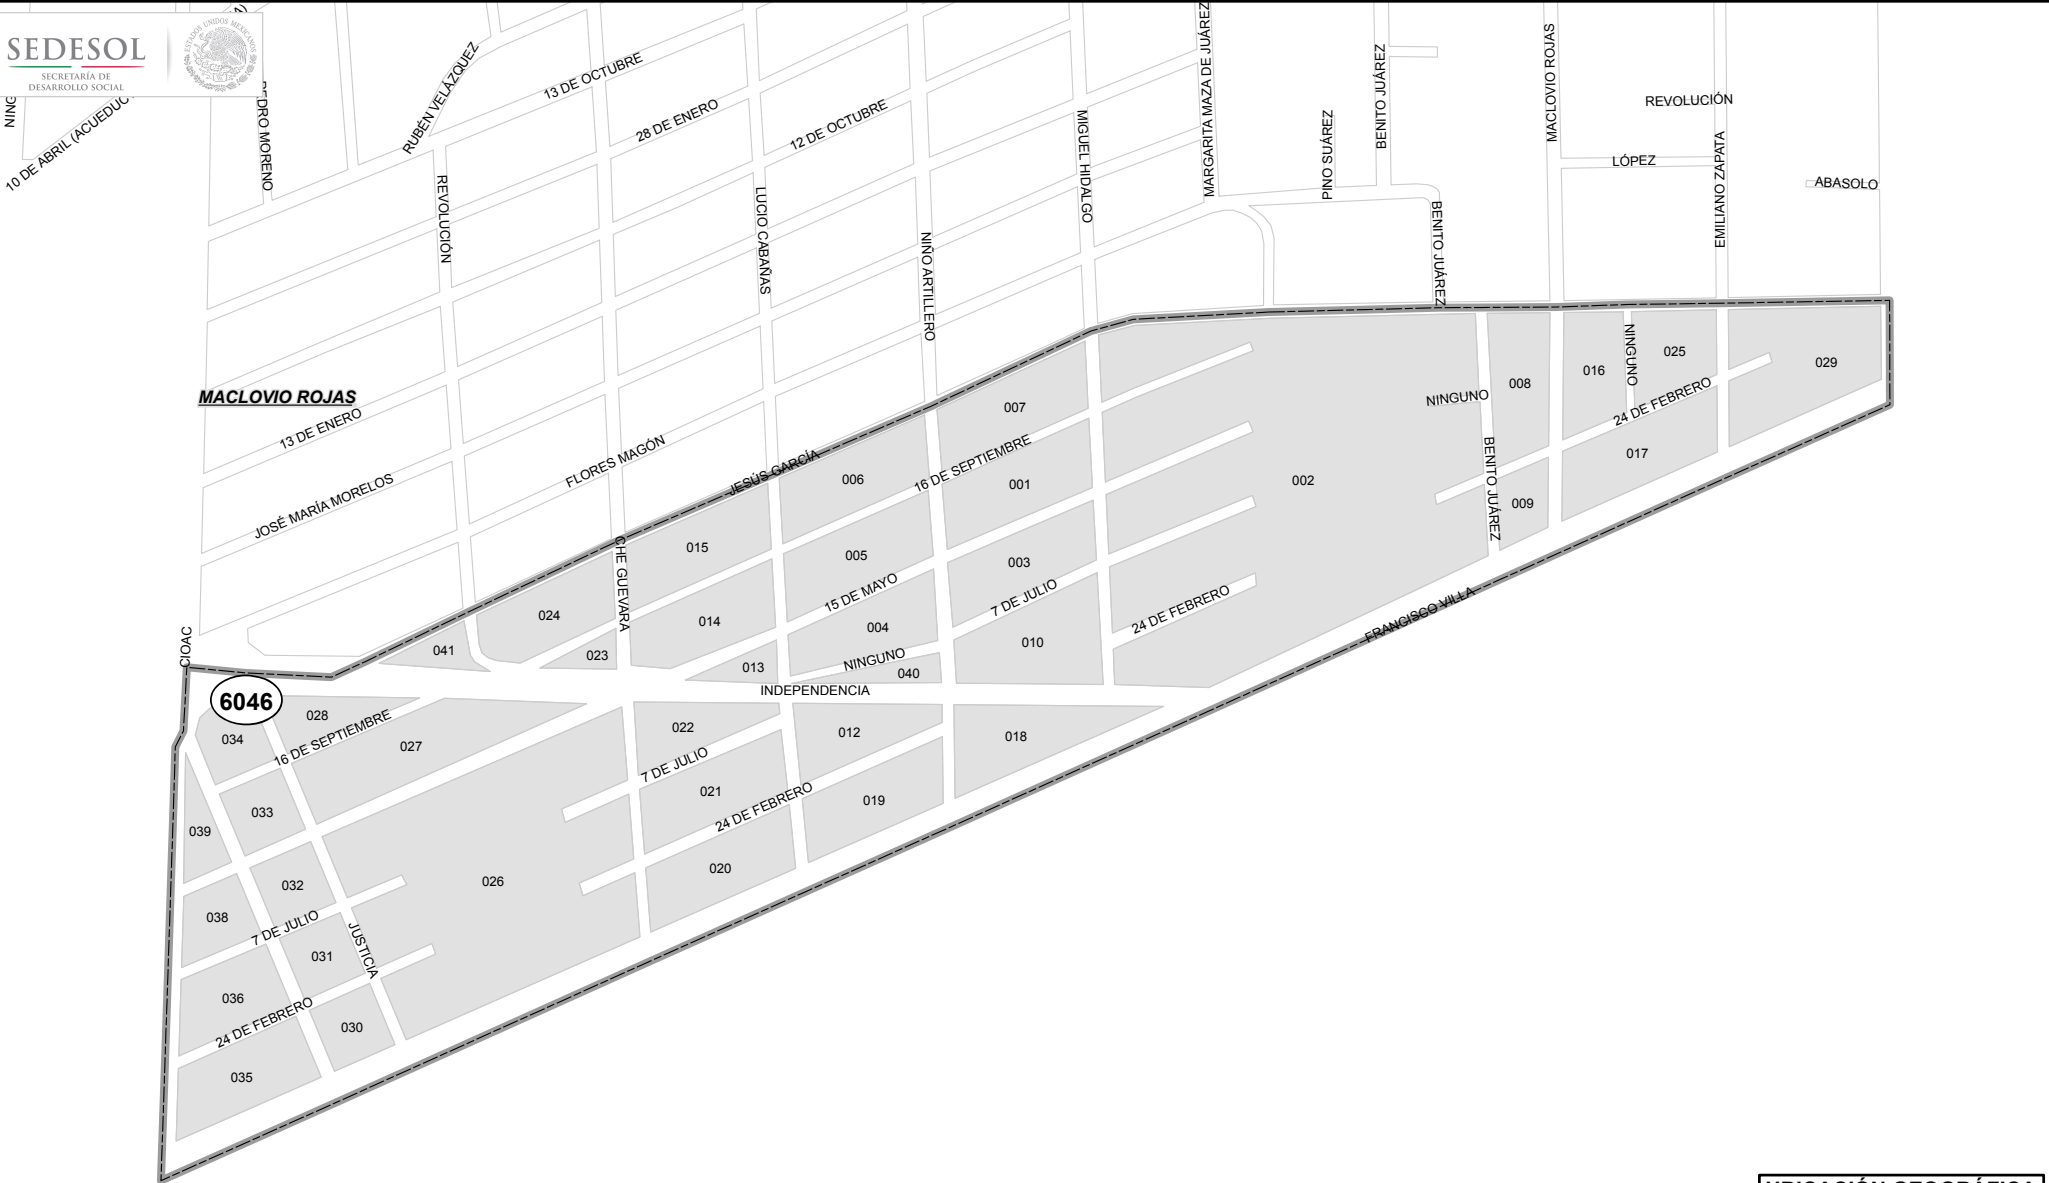 SEDESOL
SECRETARÍA DE
DESARROLLO SOCIAL
ESTADOS UNIDOS MEXICANOS
PEDRO MORENO
RUBÉN VELÁZQUEZ
13 DE OCTUBRE
28 DE ENERO
12 DE OCTUBRE
MIGUEL HIDALGO
MARGARITA MAZA DE JUÁREZ
PINO SUÁREZ
BENITO JUÁREZ
MACLOVIO ROJAS
REVOLUCIÓN
LÓPEZ
EMILIANO ZAPATA
ABASOLO
NING
10 DE ABRIL (ACUEDUC
REVOLUCIÓN
LUCIO CABAÑAS
NIÑO ARTILLERO
BENITO JUÁREZ
MACLOVIO ROJAS
13 DE ENERO
JOSÉ MARÍA MORELOS
FLORES MAGÓN
JESÚS GARCÍA
CHE GUEVARA
007
16 DE SEPTIEMBRE
006
001
002
NINGUNO
008
016
NINGUNO
025
029
24 DE FEBRERO
017
BENITO JUÁREZ
009
015
005
003
15 DE MAYO
7 DE JULIO
24 DE FEBRERO
FRANCISCO VILLA
024
014
004
010
041
023
013
NINGUNO
040
INDEPENDENCIA
CIOAC
6046
028
034
16 DE SEPTIEMBRE
027
022
012
018
7 DE JULIO
021
24 DE FEBRERO
019
033
039
032
026
020
038
7 DE JULIO
031
JUSTICIA
036
24 DE FEBRERO
030
035
UBICACIÓN GEOGRÁFICA